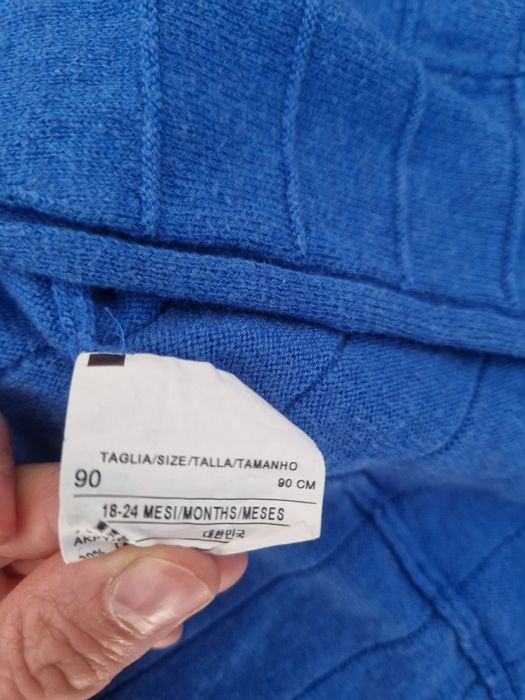 TAGLIA/SIZE/TALLA/TAMANHO
90 90 CM
18-24 MESI/MONTHS/MESES
대한민국